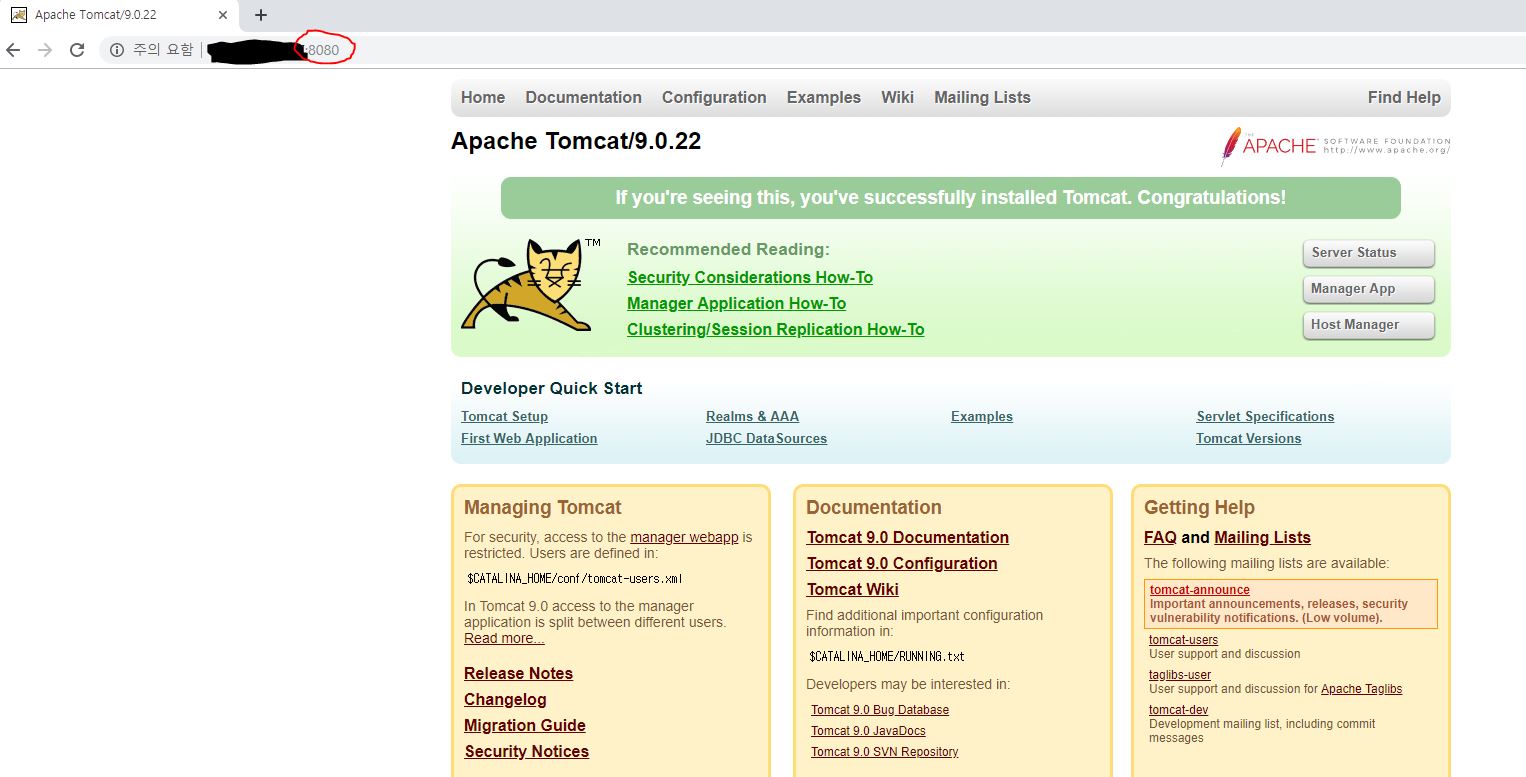 Apache Tomcat/9.0.22
주의 요함
:8080
Home Documentation Configuration Examples Wiki Mailing Lists Find Help
Apache Tomcat/9.0.22
THE APACHE SOFTWARE FOUNDATION
http://www.apache.org/
If you're seeing this, you've successfully installed Tomcat. Congratulations!
TM
Recommended Reading:
Security Considerations How-To
Manager Application How-To
Clustering/Session Replication How-To
Server Status
Manager App
Host Manager
Developer Quick Start
Tomcat Setup Realms & AAA Examples Servlet Specifications
First Web Application JDBC DataSources Tomcat Versions
Managing Tomcat
For security, access to the manager webapp is
restricted. Users are defined in:
$CATALINA_HOME/conf/tomcat-users.xml
In Tomcat 9.0 access to the manager
application is split between different users.
Read more...
Release Notes
Changelog
Migration Guide
Security Notices
Documentation
Tomcat 9.0 Documentation
Tomcat 9.0 Configuration
Tomcat Wiki
Find additional important configuration
information in:
$CATALINA_HOME/RUNNING.txt
Developers may be interested in:
Tomcat 9.0 Bug Database
Tomcat 9.0 JavaDocs
Tomcat 9.0 SVN Repository
Getting Help
FAQ and Mailing Lists
The following mailing lists are available:
tomcat-announce
Important announcements, releases, security
vulnerability notifications. (Low volume).
tomcat-users
User support and discussion
taglibs-user
User support and discussion for Apache Taglibs
tomcat-dev
Development mailing list, including commit
messages